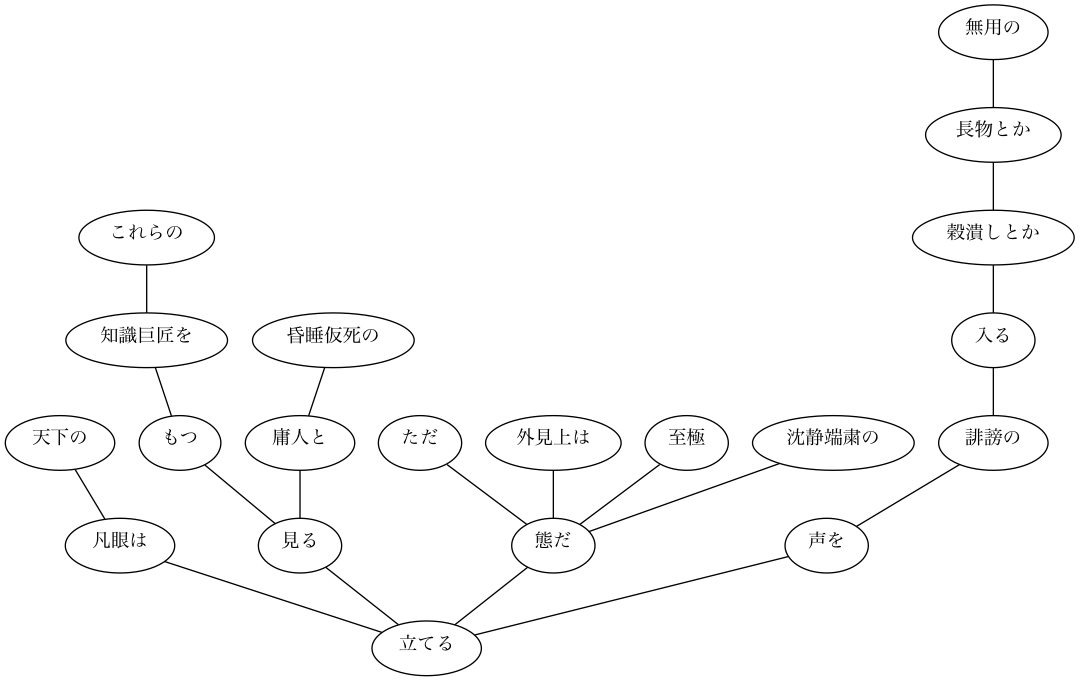 無用の
長物とか
これらの
穀潰しとか
知識巨匠を
昏睡仮死の
入る
天下の
もつ
庸人と
ただ
外見上は
至極
沈静端粛の
誹謗の
凡眼は
見る
態だ
声を
立てる